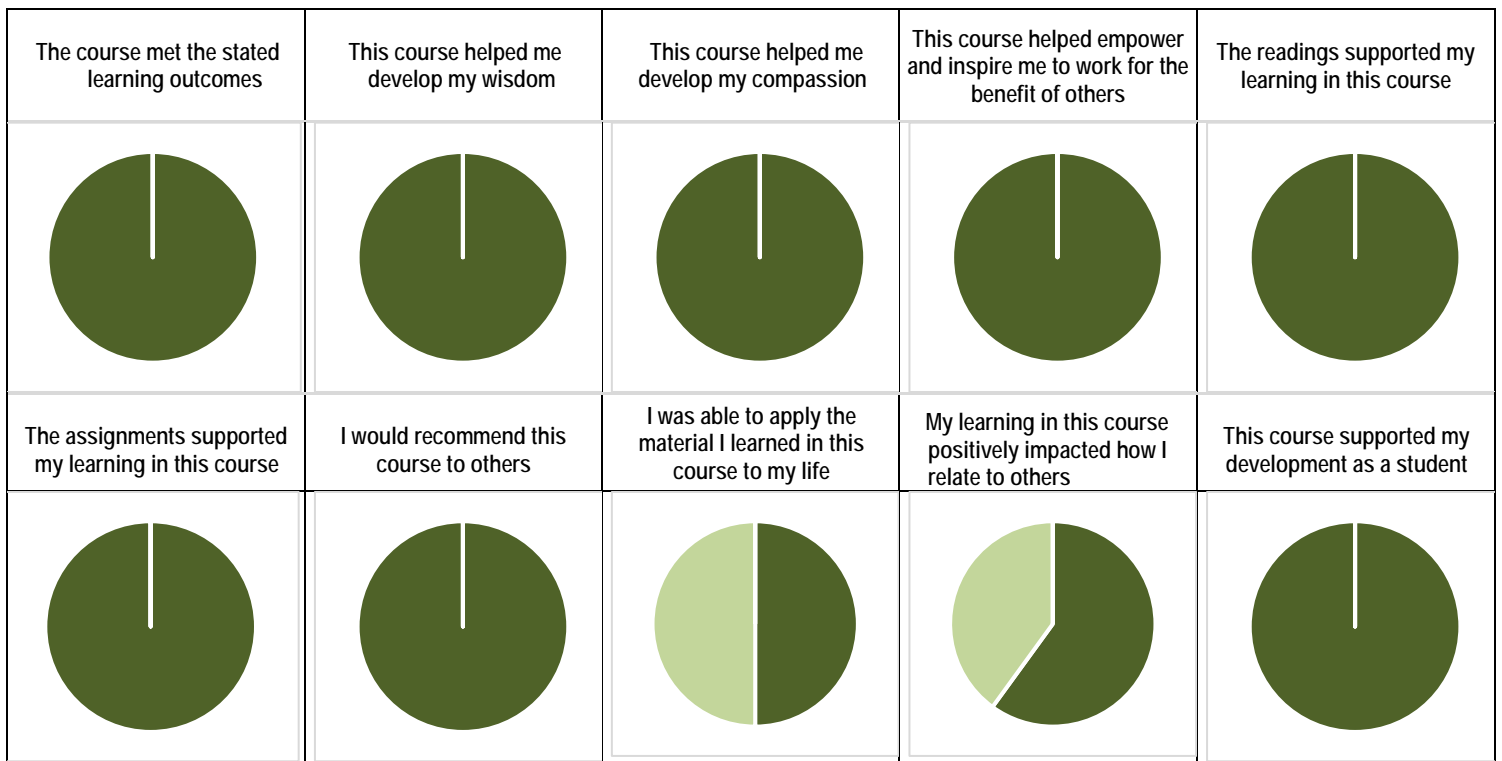 The course met the stated
learning outcomes
This course helped me
develop my wisdom
This course helped me
develop my compassion
This course helped empower
and inspire me to work for the
benefit of others
The readings supported my
learning in this course
The assignments supported
my learning in this course
I would recommend this
course to others
I was able to apply the
material I learned in this
course to my life
My learning in this course
positively impacted how I
relate to others
This course supported my
development as a student